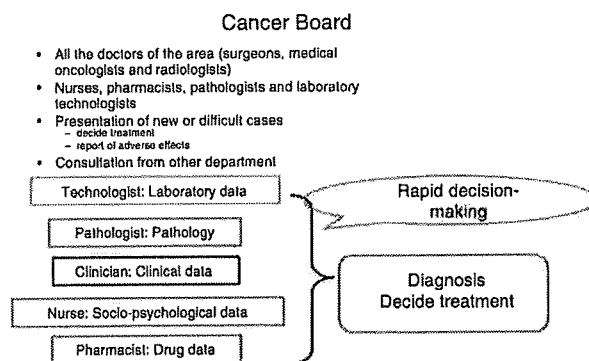 Cancer Board
• All the doctors of the area (surgeons, medical
oncologists and radiologists)
• Nurses, pharmacists, pathologists and laboratory
technologists
• Presentation of new or difficult cases
– decide treatment
– report of adverse effects
• Consultation from other department
Technologist: Laboratory data
Pathologist: Pathology
Clinician: Clinical data
Nurse: Socio-psychological data
Pharmacist: Drug data
Rapid decision-
making
Diagnosis
Decide treatment